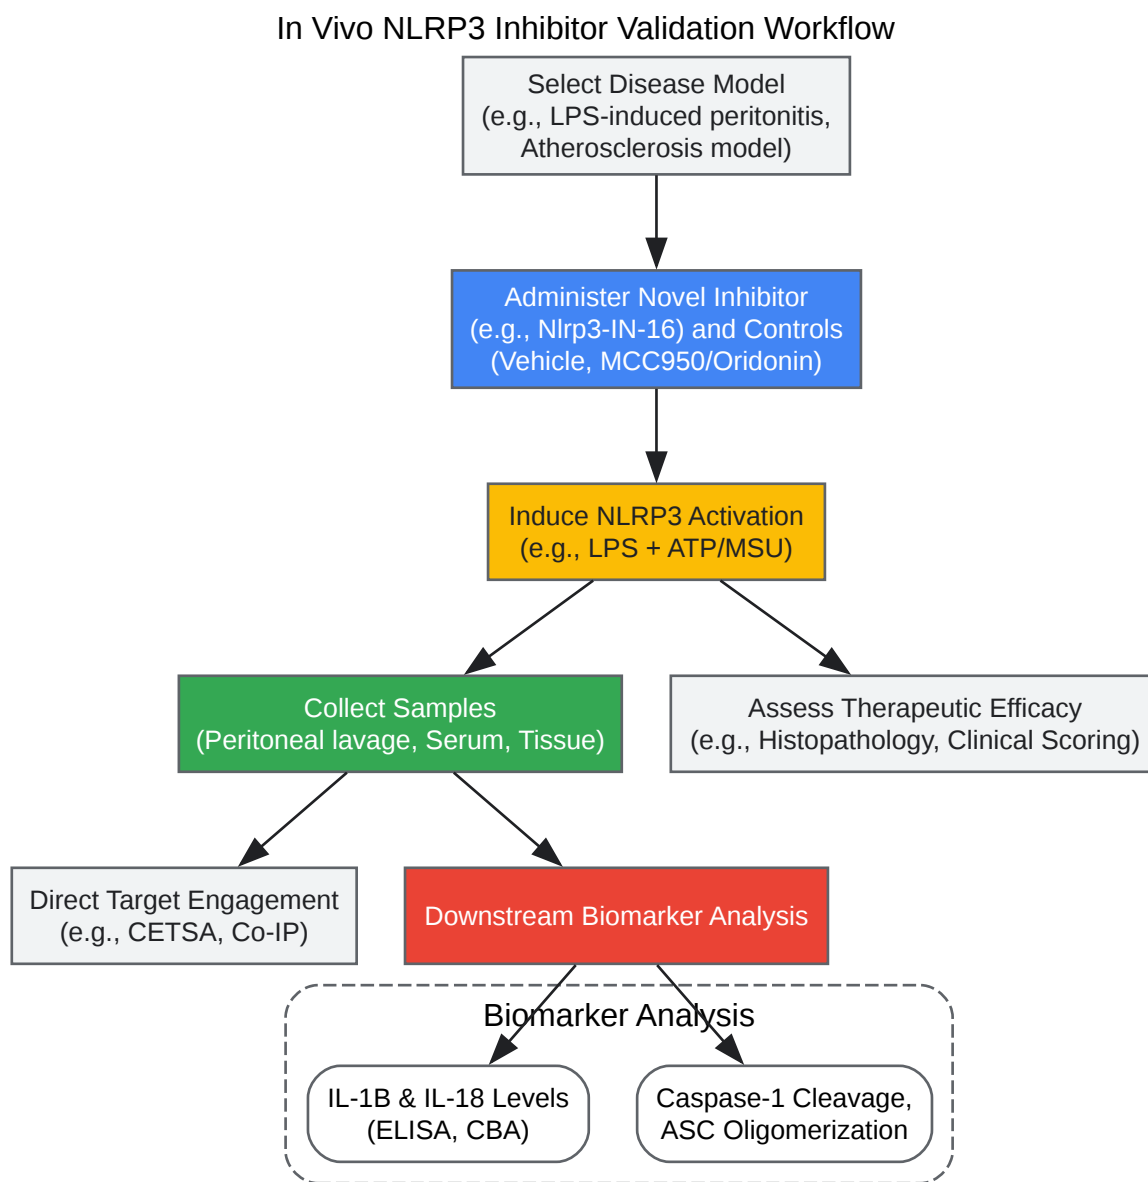 In Vivo NLRP3 Inhibitor Validation Workflow
Select Disease Model
(e.g., LPS-induced peritonitis,
Atherosclerosis model)
Administer Novel Inhibitor
(e.g., Nlrp3-IN-16) and Controls
(Vehicle, MCC950/Oridonin)
Induce NLRP3 Activation
(e.g., LPS + ATP/MSU)
Collect Samples
(Peritoneal lavage, Serum, Tissue)
Assess Therapeutic Efficacy
(e.g., Histopathology, Clinical Scoring)
Direct Target Engagement
(e.g., CETSA, Co-IP)
Downstream Biomarker Analysis
Biomarker Analysis
IL-1B & IL-18 Levels
(ELISA, CBA)
Caspase-1 Cleavage,
ASC Oligomerization